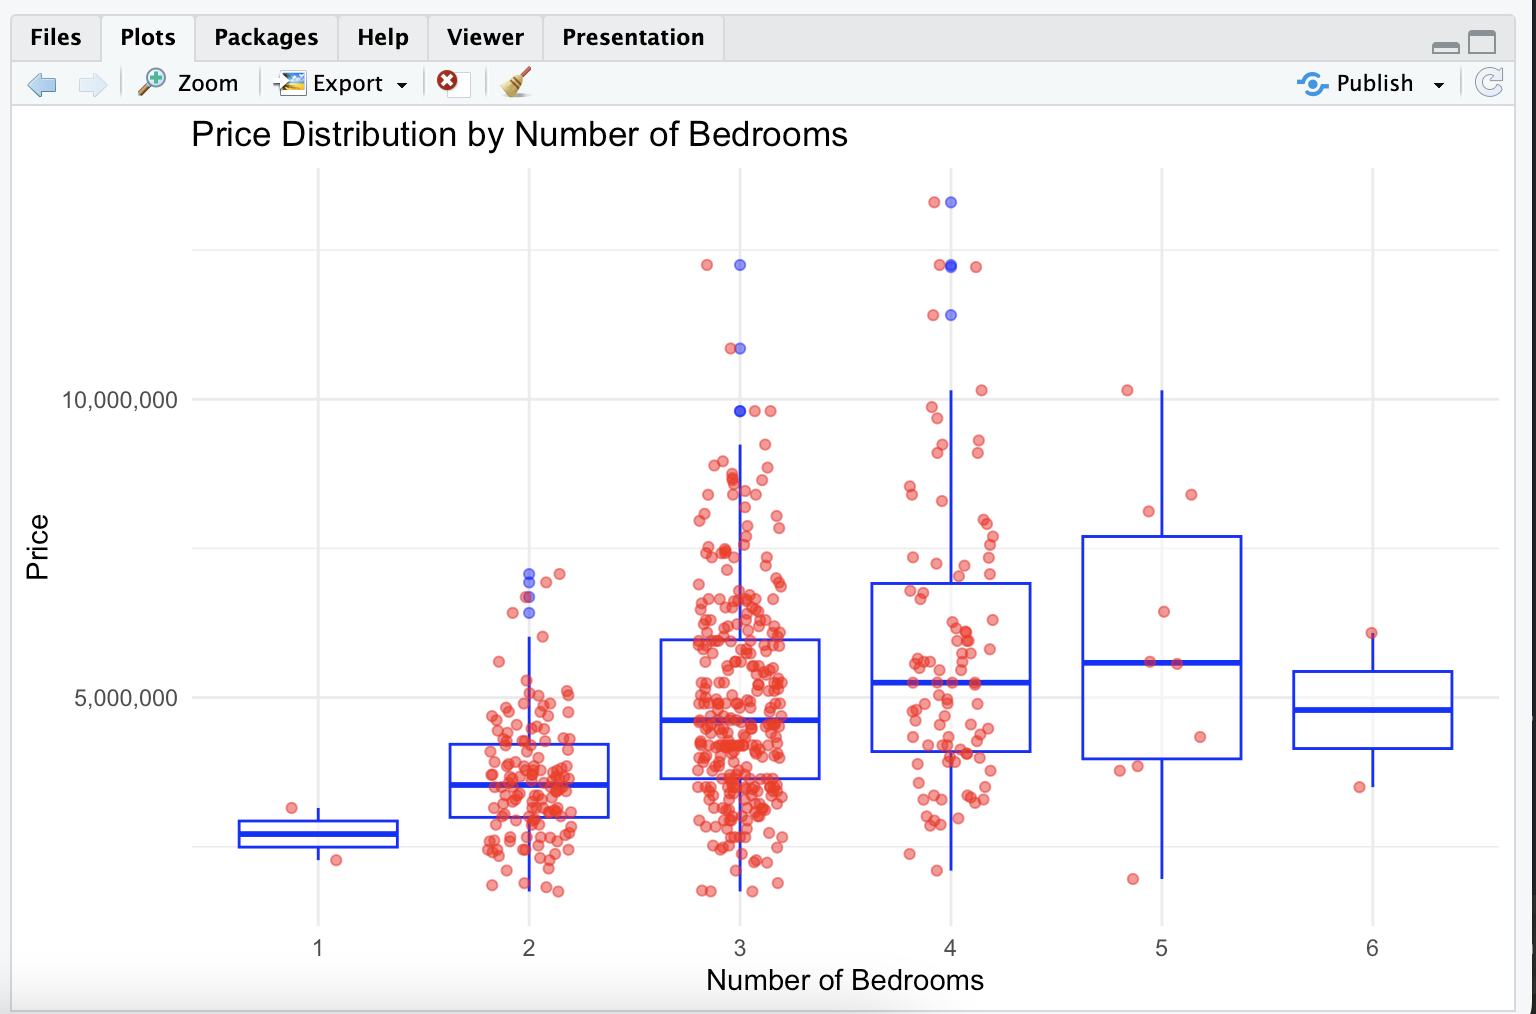 Files Plots Packages Help Viewer Presentation
Zoom Export Publish
Price Distribution by Number of Bedrooms
10,000,000
5,000,000
Price
1 2 3 4 5 6
Number of Bedrooms